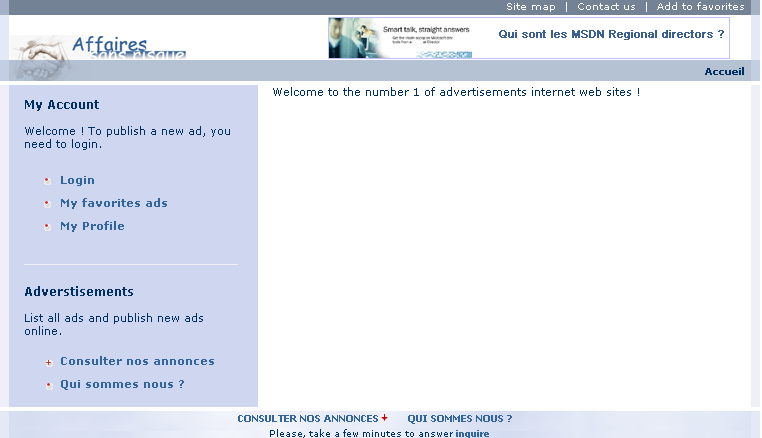 Site map | Contact us | Add to favorites
Affaires
sans risque
Smart talk, straight answers
Qui sont les MSDN Regional directors ?
Accueil
My Account
Welcome ! To publish a new ad, you
need to login.
Login
My favorites ads
My Profile
Adverstisements
List all ads and publish new ads
online.
Consulter nos annonces
Qui sommes nous ?
Welcome to the number 1 of advertisements internet web sites !
CONSULTER NOS ANNONCES QUI SOMMES NOUS ?
Please, take a few minutes to answer inquire